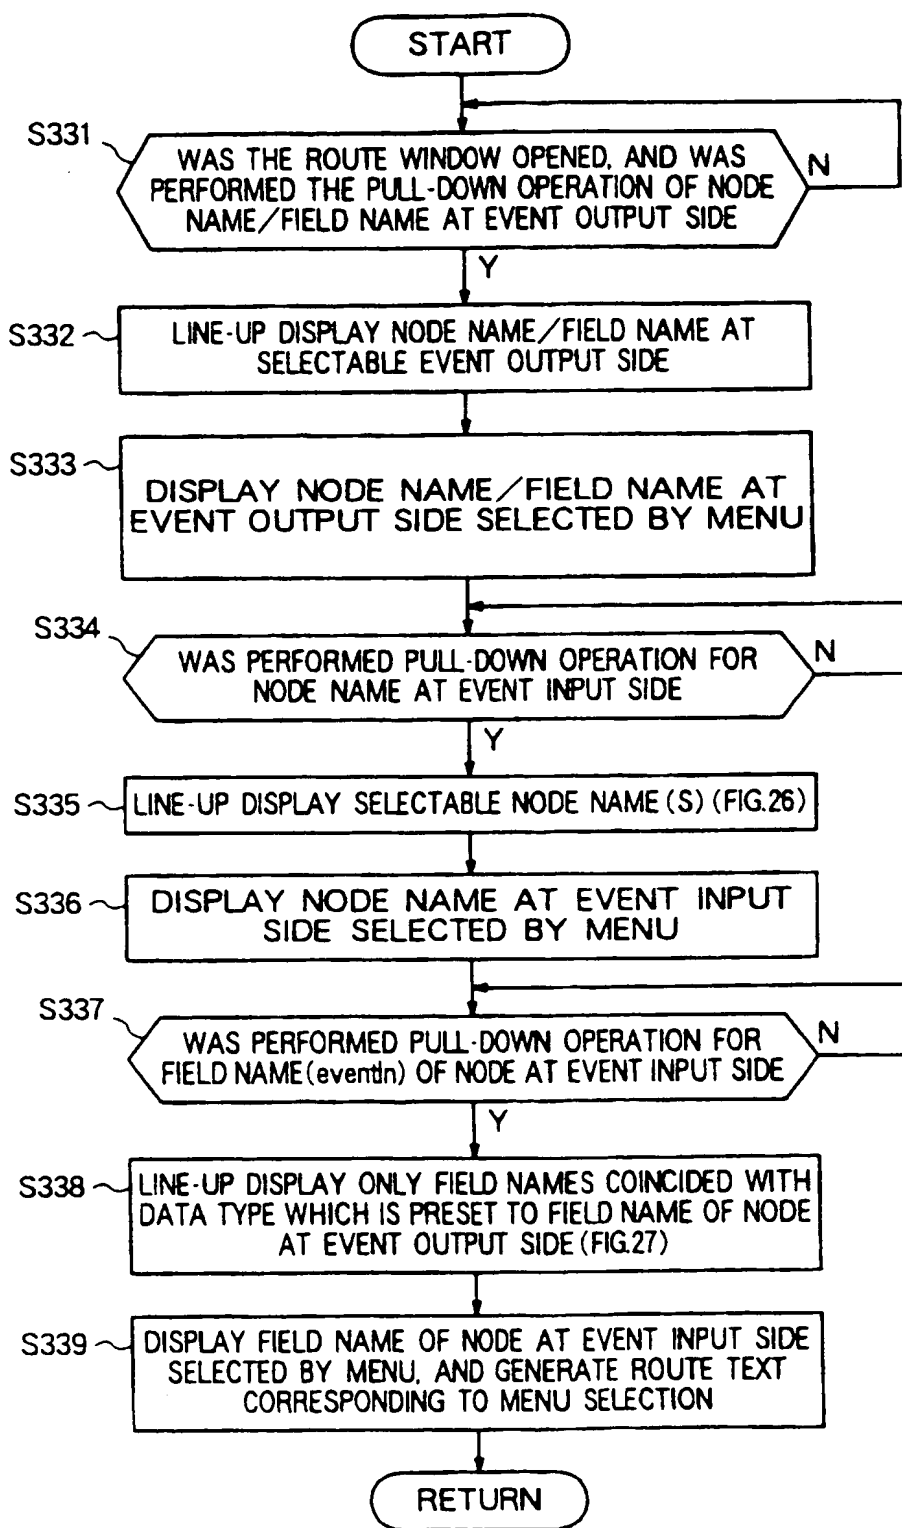 START
S331
WAS THE ROUTE WINDOW OPENED, AND WAS
PERFORMED THE PULL-DOWN OPERATION OF NODE
NAME/FIELD NAME AT EVENT OUTPUT SIDE
N
Y
S332
LINE-UP DISPLAY NODE NAME/FIELD NAME AT
SELECTABLE EVENT OUTPUT SIDE
S333
DISPLAY NODE NAME/FIELD NAME AT
EVENT OUTPUT SIDE SELECTED BY MENU
S334
WAS PERFORMED PULL-DOWN OPERATION FOR
NODE NAME AT EVENT INPUT SIDE
N
Y
S335
LINE-UP DISPLAY SELECTABLE NODE NAME(S) (FIG.26)
S336
DISPLAY NODE NAME AT EVENT INPUT
SIDE SELECTED BY MENU
S337
WAS PERFORMED PULL-DOWN OPERATION FOR
FIELD NAME(eventIn) OF NODE AT EVENT INPUT SIDE
N
Y
S338
LINE-UP DISPLAY ONLY FIELD NAMES COINCIDED WITH
DATA TYPE WHICH IS PRESET TO FIELD NAME OF NODE
AT EVENT OUTPUT SIDE (FIG.27)
S339
DISPLAY FIELD NAME OF NODE AT EVENT INPUT SIDE
SELECTED BY MENU, AND GENERATE ROUTE TEXT
CORRESPONDING TO MENU SELECTION
RETURN